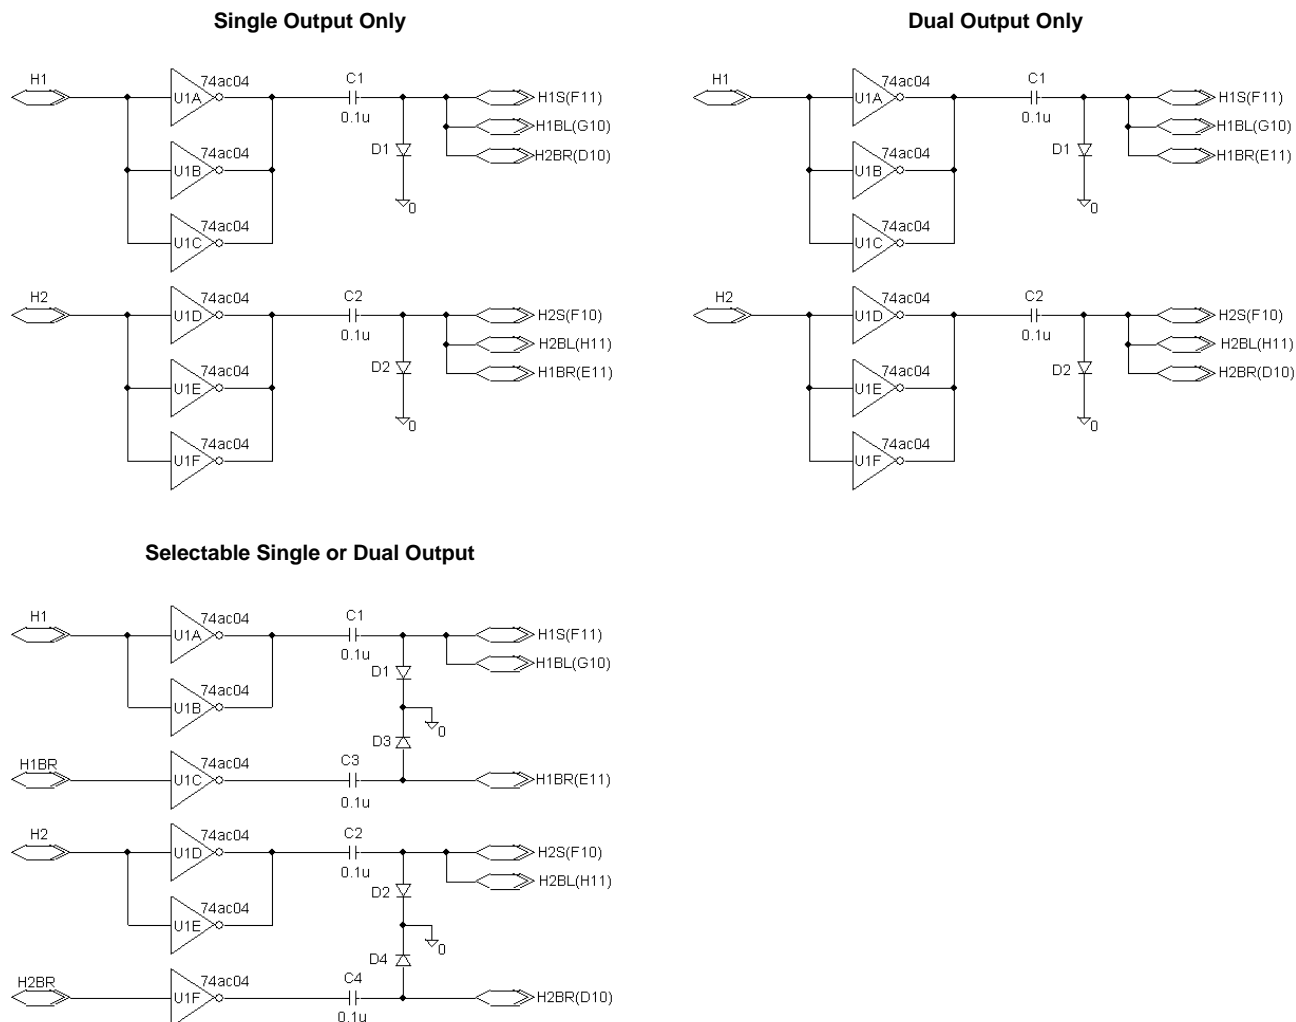 Single Output Only
H1
74ac04
U1A
C1
0.1u
H1S(F11)
H1BL(G10)
H2BR(D10)
74ac04
U1B
D1
0
74ac04
U1C
H2
74ac04
U1D
C2
0.1u
H2S(F10)
H2BL(H11)
H1BR(E11)
74ac04
U1E
D2
0
74ac04
U1F
Dual Output Only
H1
74ac04
U1A
C1
0.1u
H1S(F11)
H1BL(G10)
H1BR(E11)
74ac04
U1B
D1
0
74ac04
U1C
H2
74ac04
U1D
C2
0.1u
H2S(F10)
H2BL(H11)
H2BR(D10)
74ac04
U1E
D2
0
74ac04
U1F
Selectable Single or Dual Output
H1
74ac04
U1A
C1
0.1u
H1S(F11)
H1BL(G10)
74ac04
U1B
D1
0
D3
H1BR
74ac04
U1C
C3
0.1u
H1BR(E11)
H2
74ac04
U1D
C2
0.1u
H2S(F10)
H2BL(H11)
74ac04
U1E
D2
0
D4
H2BR
74ac04
U1F
C4
0.1u
H2BR(D10)